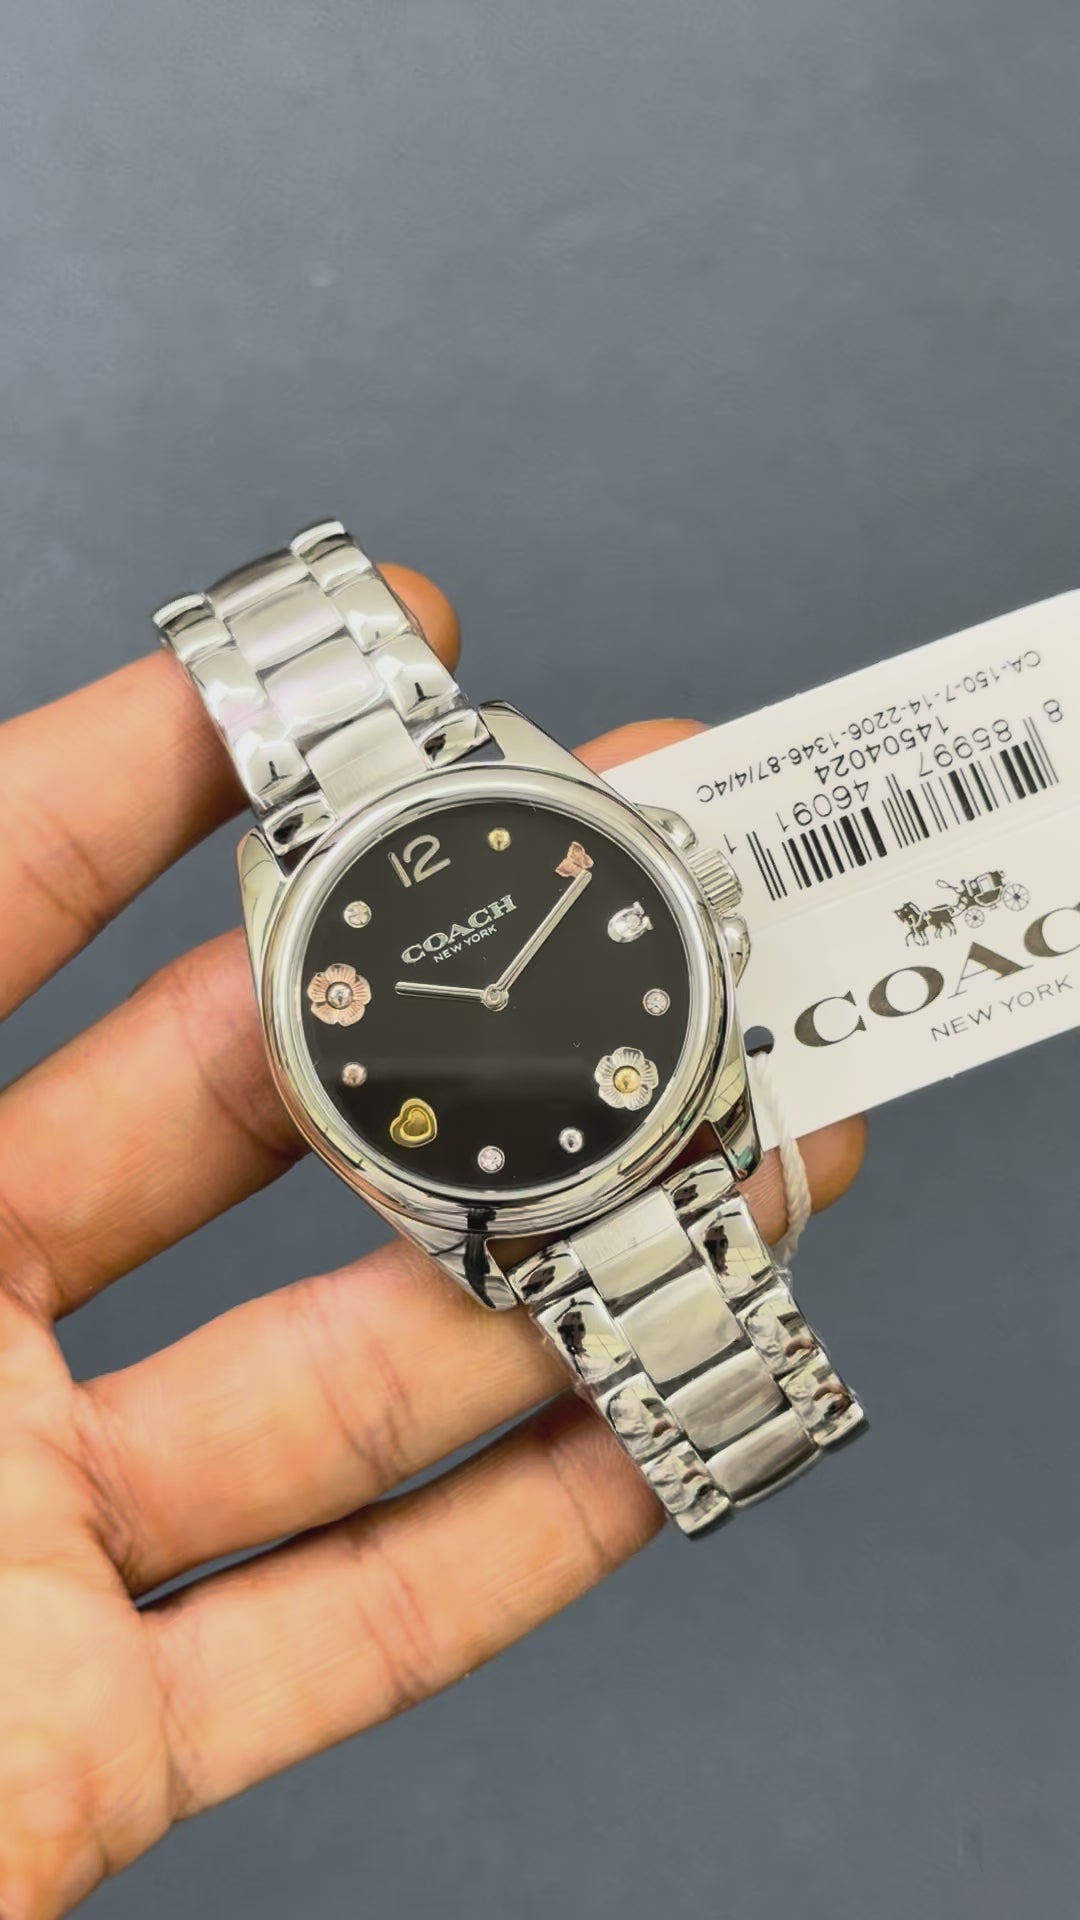 12
COACH
NEW YORK
CA-150-7-14-2206-1346-87/4/4C
14504024
8 85997 46091 1
COAC
NEW YORK